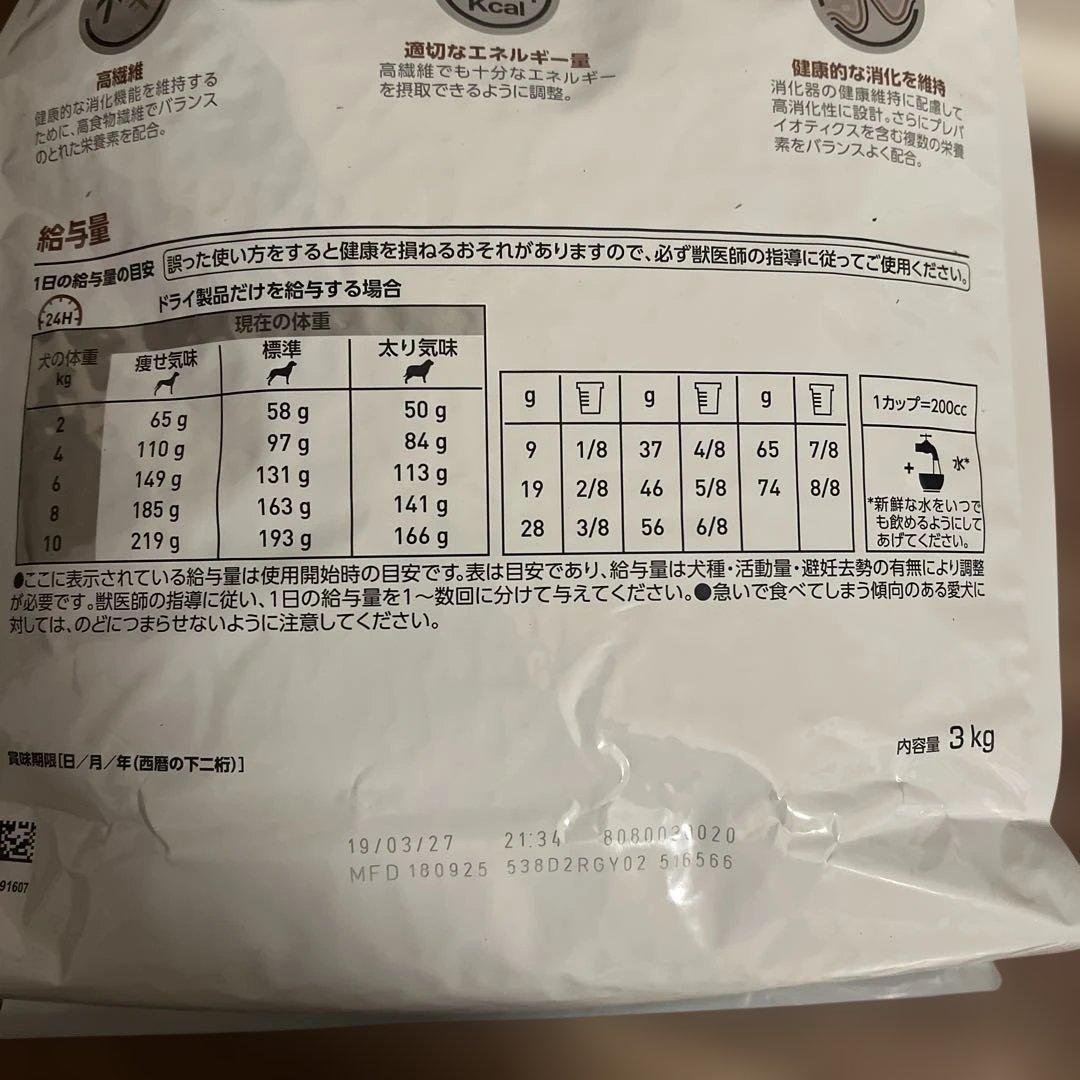 Kcal
高繊維
健康的な消化機能を維持する
ために、高食物繊維でバランス
のとれた栄養素を配合。
適切なエネルギー量
高繊維でも十分なエネルギー
を摂取できるように調整。
健康的な消化を維持
消化器の健康維持に配慮して
高消化性に設計。さらにプレバ
イオティクスを含む複数の栄養
素をバランスよく配合。
給与量
1日の給与量の目安 誤った使い方をすると健康を損ねるおそれがありますので、必ず獣医師の指導に従ってご使用ください。
24H
ドライ製品だけを給与する場合
現在の体重
犬の体重 kg 痩せ気味 標準 太り気味
2 65 g 58 g 50 g
4 110 g 97 g 84 g
6 149 g 131 g 113 g
8 185 g 163 g 141 g
10 219 g 193 g 166 g
g g g
9 1/8 37 4/8 65 7/8
19 2/8 46 5/8 74 8/8
28 3/8 56 6/8
1カップ=200cc
+ 水*
*新鮮な水をいつで
も飲めるようにして
あげてください。
●ここに表示されている給与量は使用開始時の目安です。表は目安であり、給与量は犬種・活動量・避妊去勢の有無により調整
が必要です。獣医師の指導に従い、1日の給与量を1~数回に分けて与えてください。●急いで食べてしまう傾向のある愛犬に
対しては、のどにつまらせないように注意してください。
内容量 3 kg
賞味期限[日/月/年(西暦の下二桁)]
19/03/27 21:34
MFD 180925 538D2RGY02 516566
91607